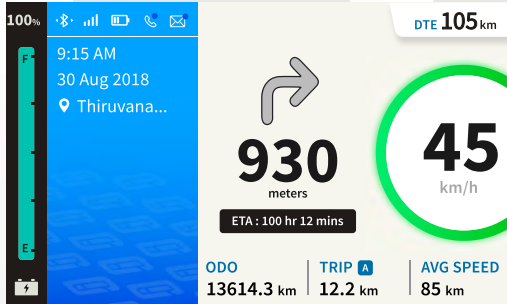 100%
F
E
9:15 AM
30 Aug 2018
Thiruvana...
930
meters
ETA : 100 hr 12 mins
DTE 105 km
45
km/h
ODO
13614.3 km
TRIP A
12.2 km
AVG SPEED
85 km